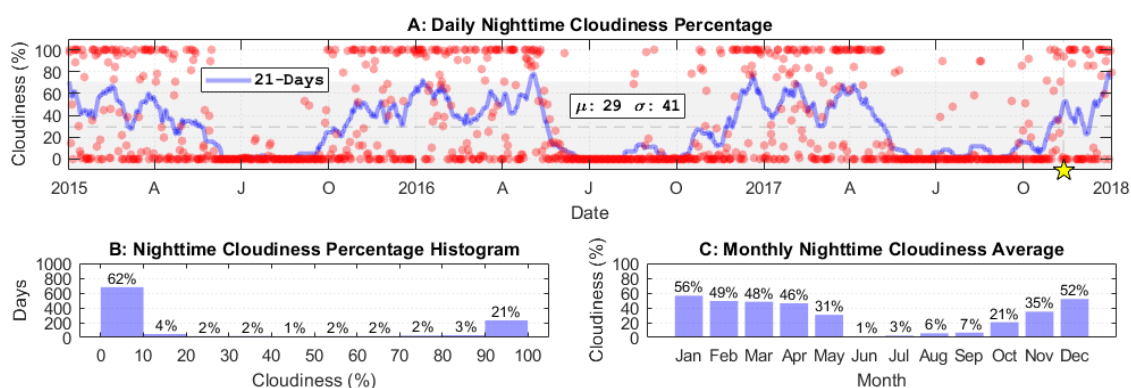 A: Daily Nighttime Cloudiness Percentage
Cloudiness (%)
100
80
60
40
20
0
21-Days
μ: 29 σ: 41
2015 A J O 2016 A J O 2017 A J O 2018
Date
B: Nighttime Cloudiness Percentage Histogram
Days
1000
800
600
400
200
0
62% 4% 2% 2% 1% 2% 2% 2% 3% 21%
0 10 20 30 40 50 60 70 80 90 100
Cloudiness (%)
C: Monthly Nighttime Cloudiness Average
Cloudiness (%)
100
80
60
40
20
0
56% 49% 48% 46% 31% 1% 3% 6% 7% 21% 35% 52%
Jan Feb Mar Apr May Jun Jul Aug Sep Oct Nov Dec
Month